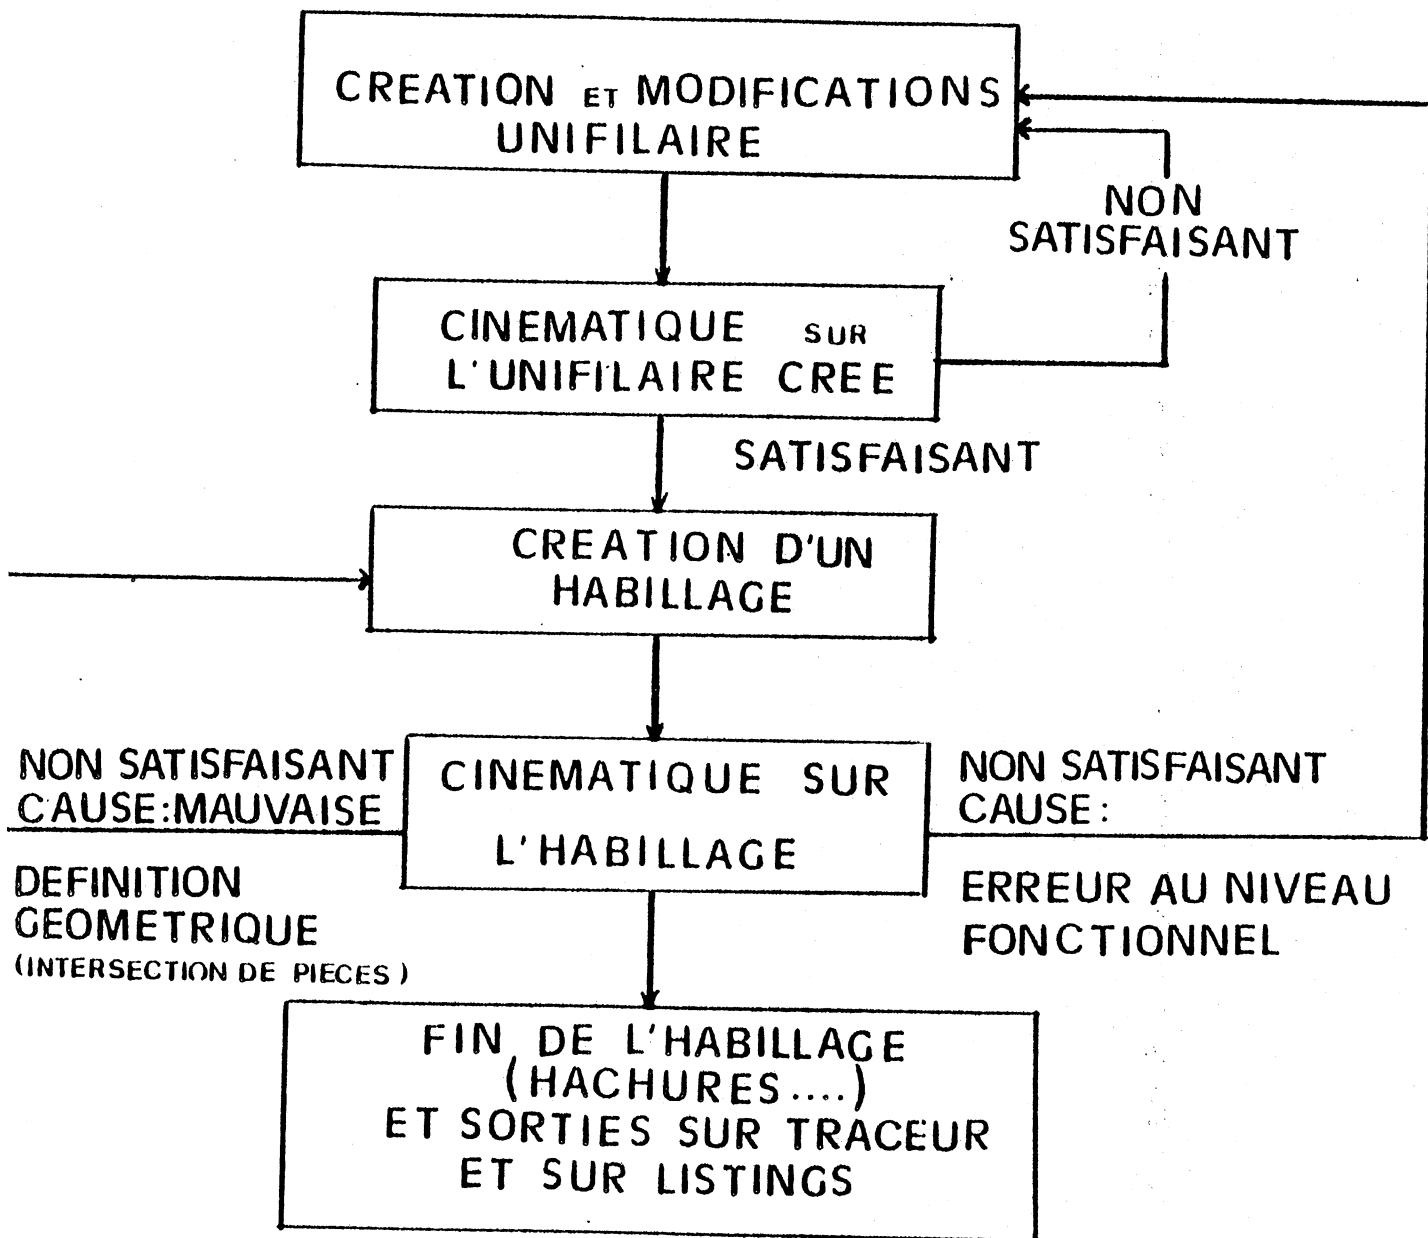 CREATION ET MODIFICATIONS
UNIFILAIRE
NON
SATISFAISANT
CINEMATIQUE SUR
L'UNIFILAIRE CREE
SATISFAISANT
CREATION D'UN
HABILLAGE
NON SATISFAISANT
CAUSE:MAUVAISE
DEFINITION
GEOMETRIQUE
(INTERSECTION DE PIECES)
CINEMATIQUE SUR
L'HABILLAGE
NON SATISFAISANT
CAUSE:
ERREUR AU NIVEAU
FONCTIONNEL
FIN DE L'HABILLAGE
(HACHURES....)
ET SORTIES SUR TRACEUR
ET SUR LISTINGS